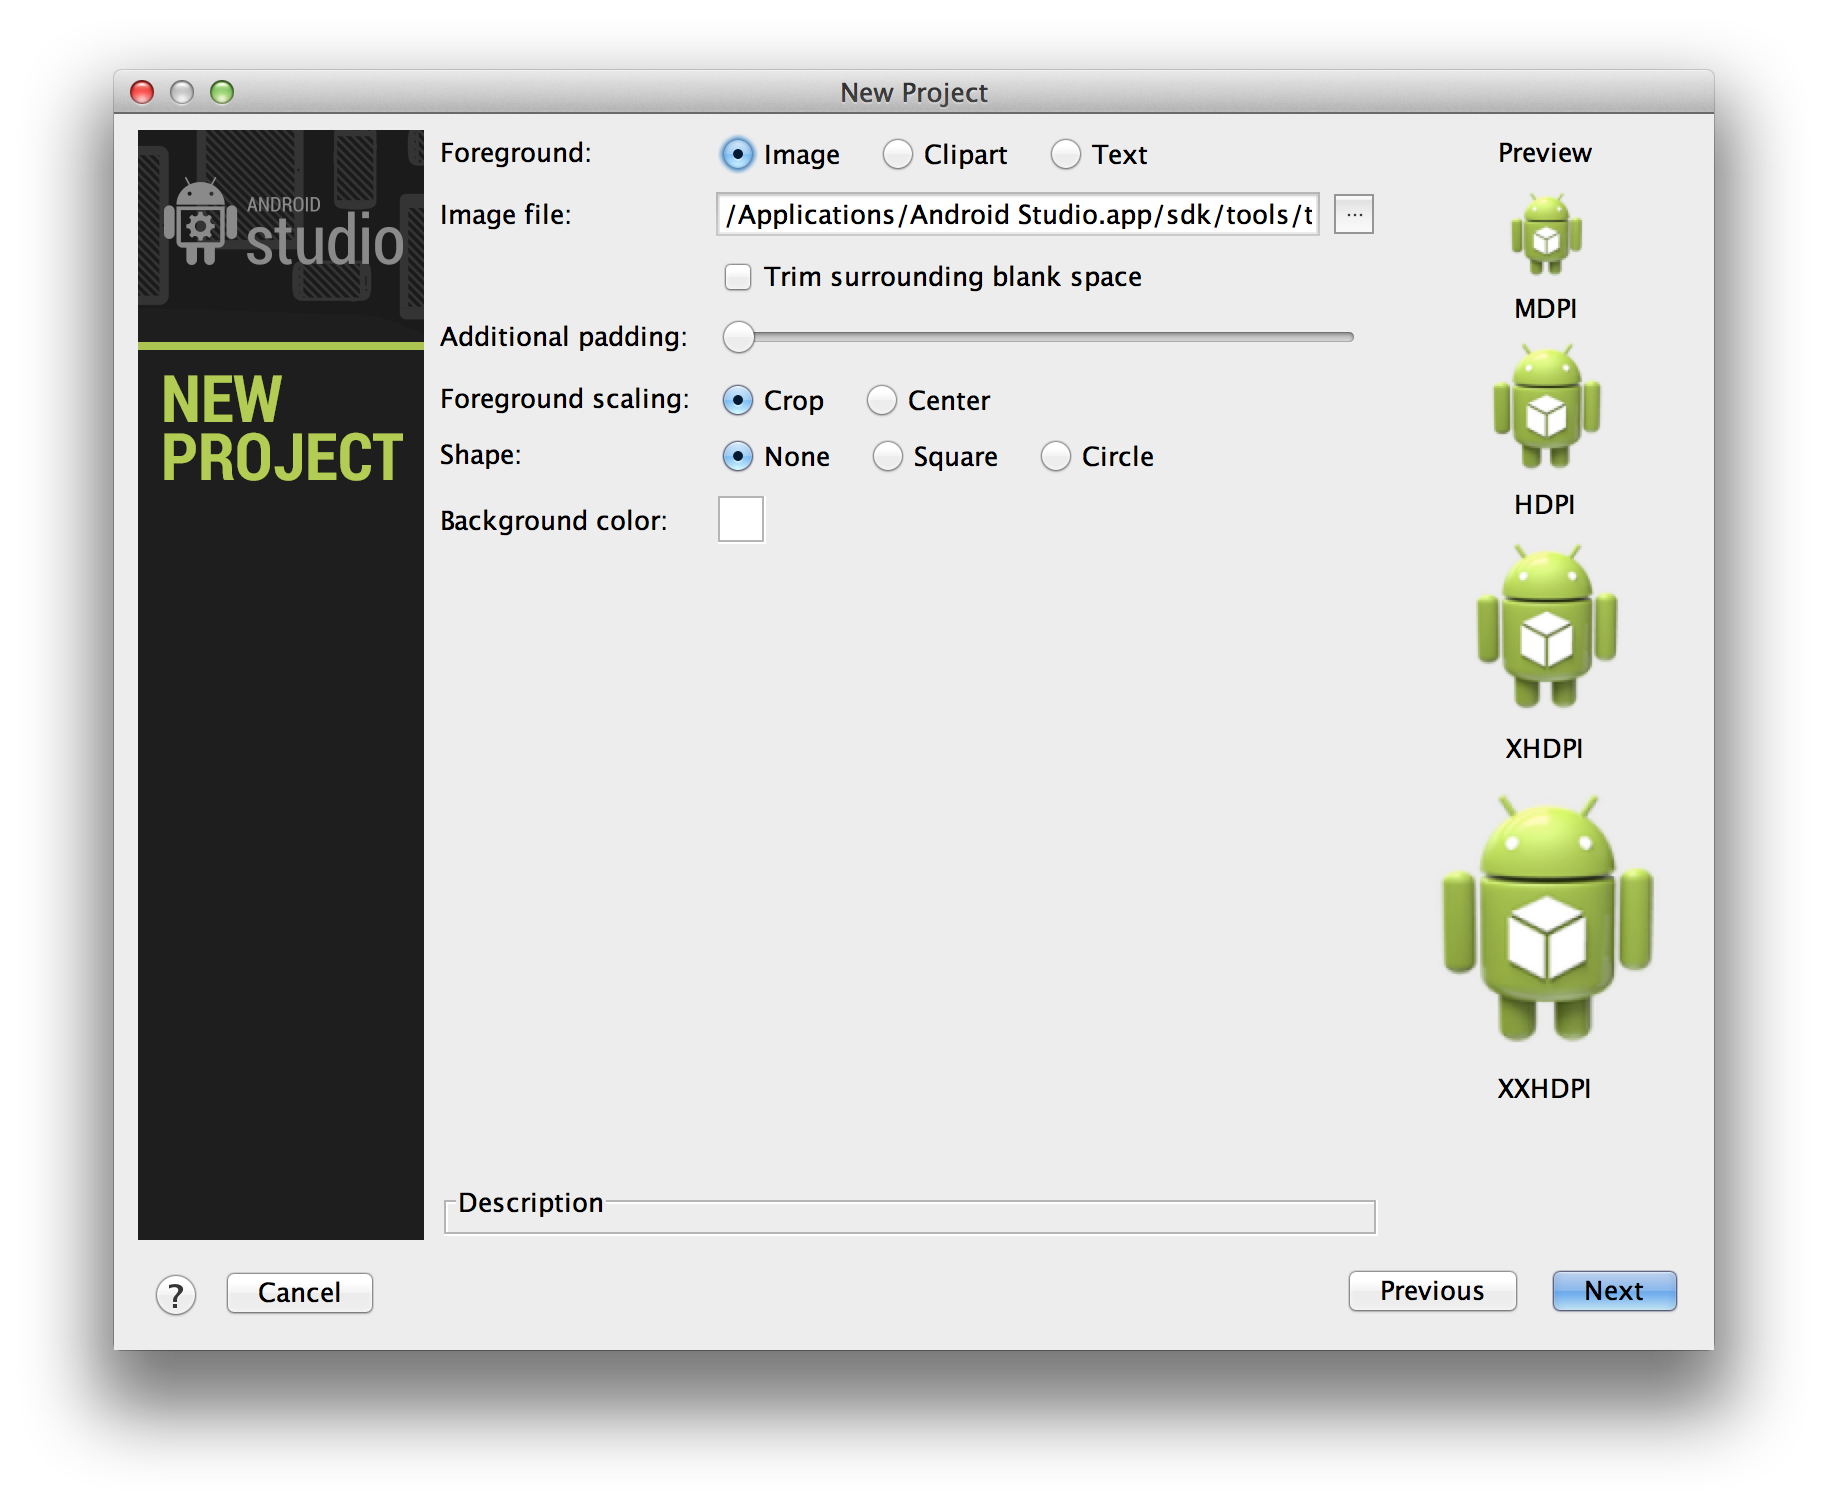 New Project
ANDROID
studio
NEW
PROJECT
Foreground: Image Clipart Text
Image file: /Applications/Android Studio.app/sdk/tools/t ...
Trim surrounding blank space
Additional padding:
Foreground scaling: Crop Center
Shape: None Square Circle
Background color:
Preview
MDPI
HDPI
XHDPI
XXHDPI
Description
? Cancel Previous Next